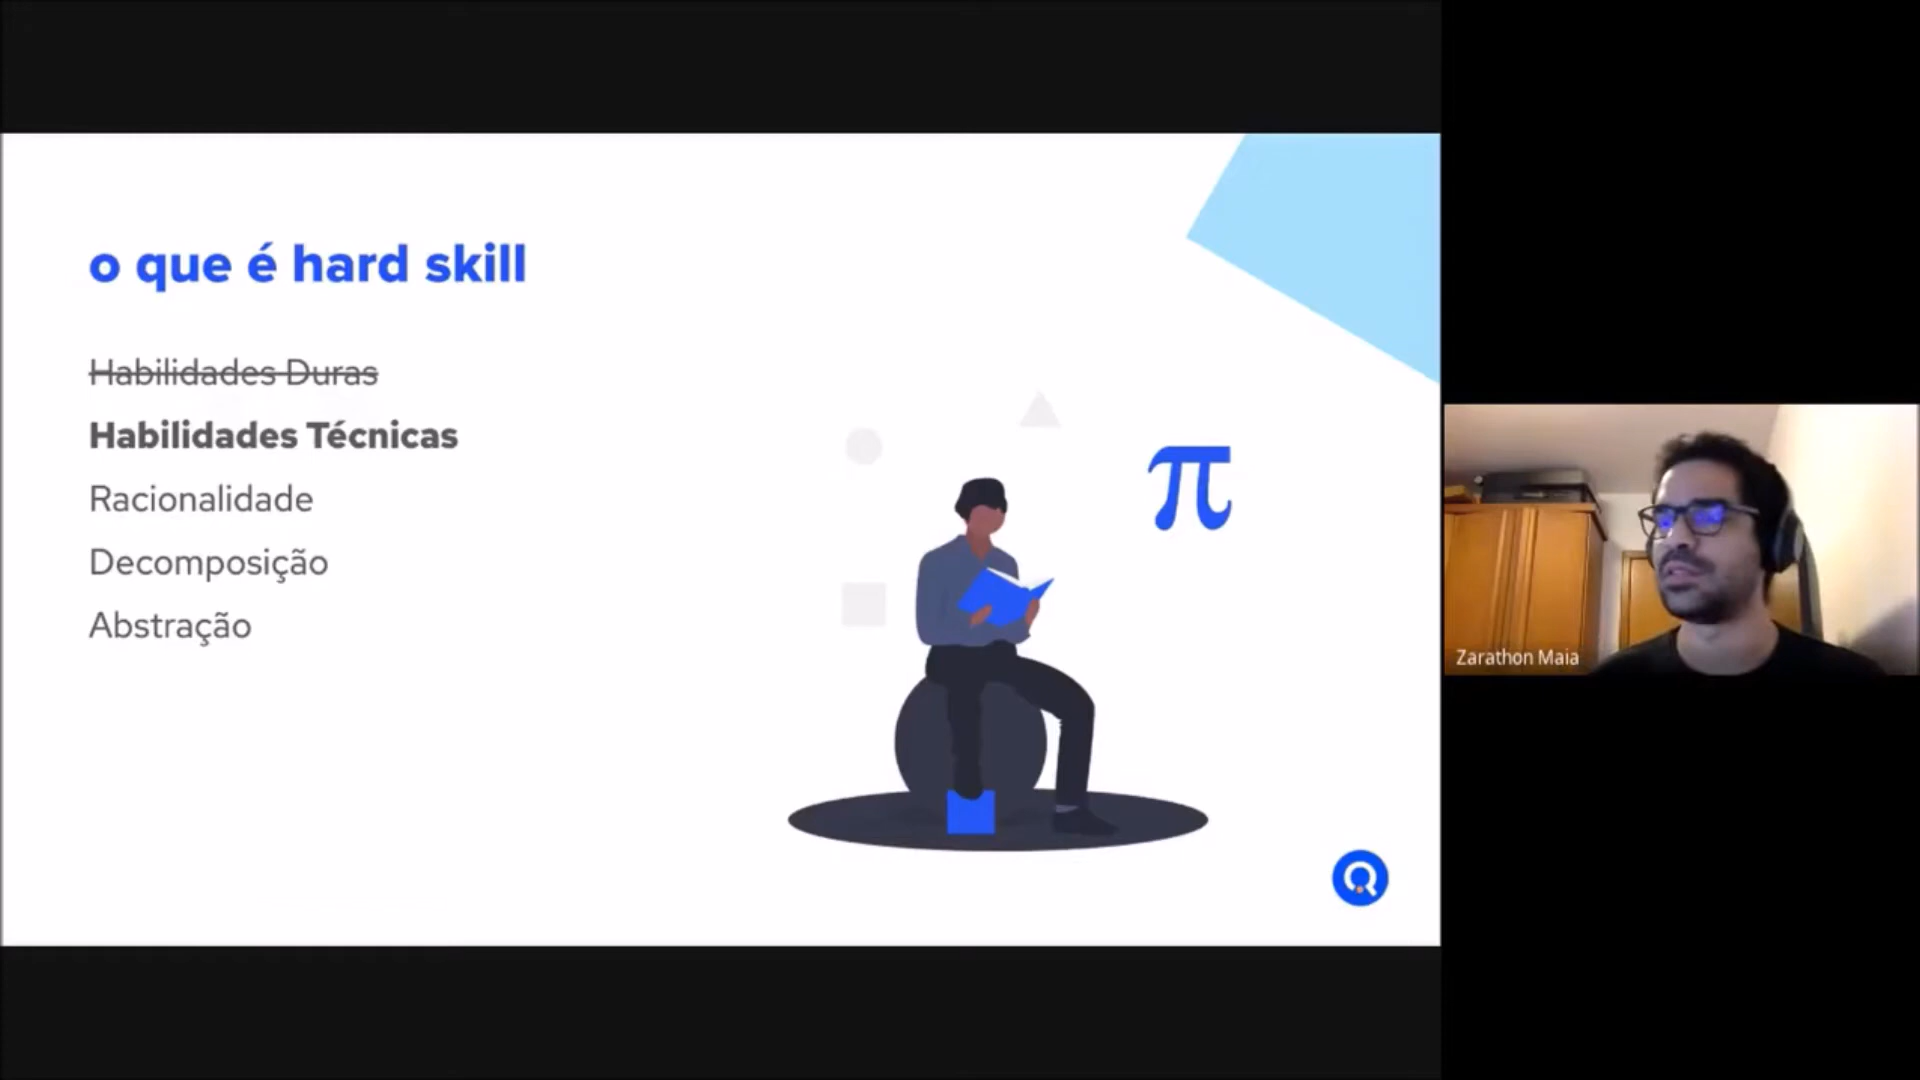 o que é hard skill
Habilidades Duras
Habilidades Técnicas
Racionalidade
Decomposição
Abstração
π
Zarathon Maia